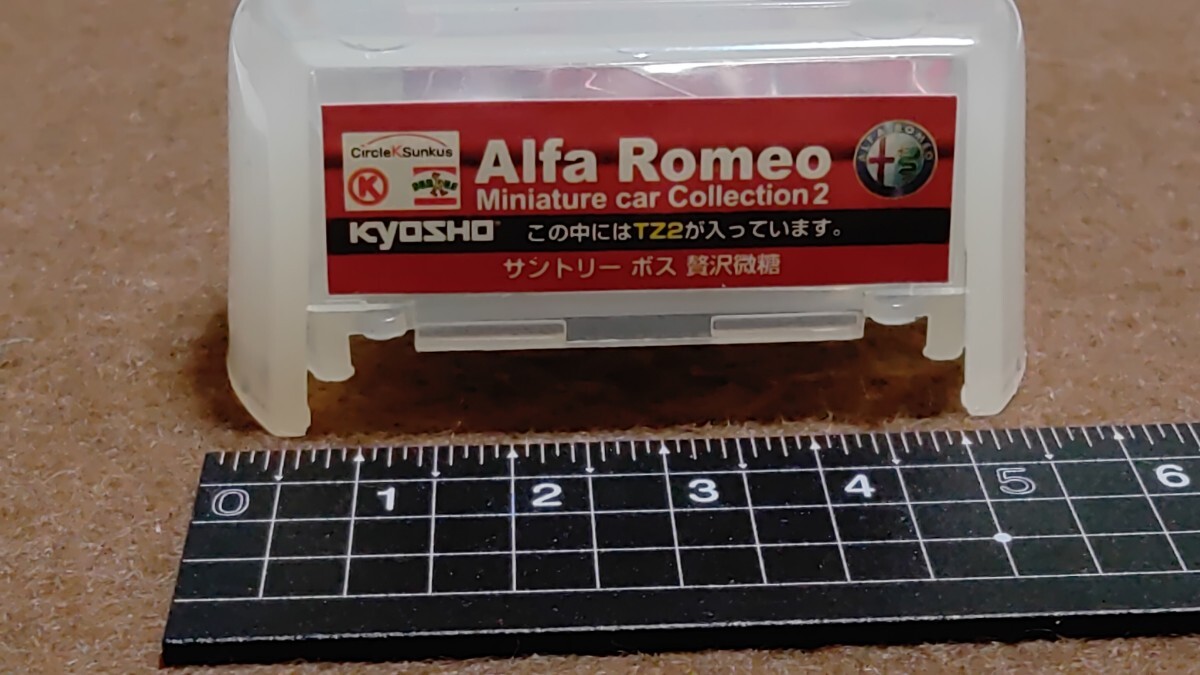 CircleKSunkus
K
Alfa Romeo
Miniature car Collection 2
ALFA ROMEO
KYOSHO
この中にはTZ2が入っています。
サントリー ボス 贅沢微糖
0 1 2 3 4 5 6